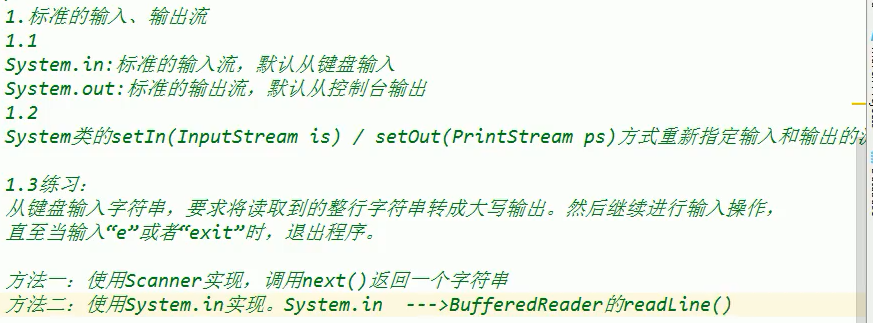 1.标准的输入、输出流
1.1
System.in:标准的输入流，默认从键盘输入
System.out:标准的输出流，默认从控制台输出
1.2
System类的setIn(InputStream is) / setOut(PrintStream ps)方式重新指定输入和输出的
1.3练习：
从键盘输入字符串，要求将读取到的整行字符串转成大写输出。然后继续进行输入操作，
直至当输入“e”或者“exit”时，退出程序。
方法一：使用Scanner实现，调用next()返回一个字符串
方法二：使用System.in实现。System.in  --->BufferedReader的readLine()